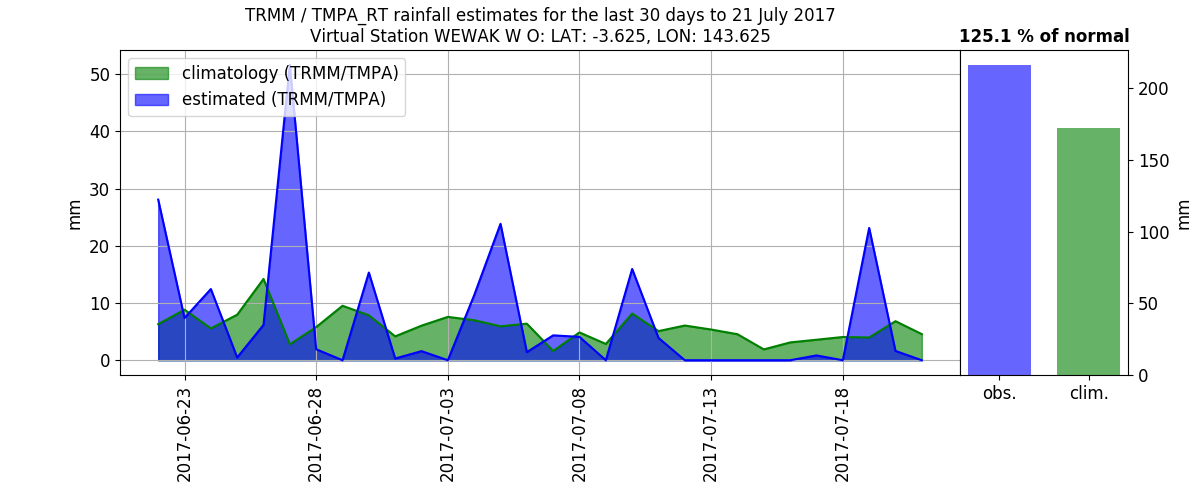 TRMM / TMPA_RT rainfall estimates for the last 30 days to 21 July 2017
Virtual Station WEWAK W O: LAT: -3.625, LON: 143.625
125.1 % of normal
climatology (TRMM/TMPA)
estimated (TRMM/TMPA)
50
40
30
20
10
0
mm
2017-06-23
2017-06-28
2017-07-03
2017-07-08
2017-07-13
2017-07-18
200
150
100
50
0
mm
obs.
clim.